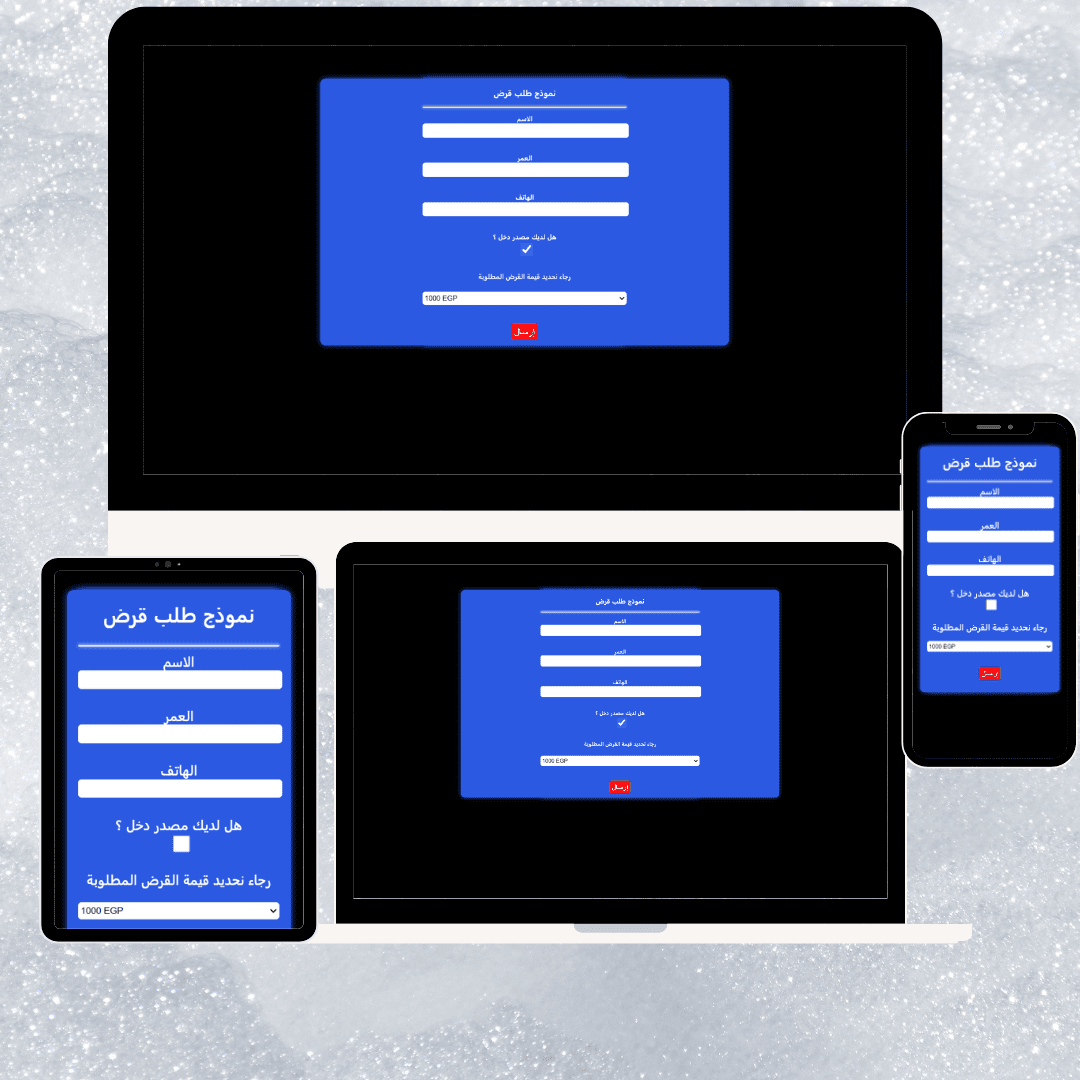 نموذج طلب قرض
الاسم
العمر
الهاتف
هل لديك مصدر دخل ؟
رجاء تحديد قيمة القرض المطلوبة
1000 EGP
إرسال
نموذج طلب قرض
الاسم
العمر
الهاتف
هل لديك مصدر دخل ؟
رجاء تحديد قيمة القرض المطلوبة
1000 EGP
إرسال
نموذج طلب قرض
الاسم
العمر
الهاتف
هل لديك مصدر دخل ؟
رجاء تحديد قيمة القرض المطلوبة
1000 EGP
نموذج طلب قرض
الاسم
العمر
الهاتف
هل لديك مصدر دخل ؟
رجاء تحديد قيمة القرض المطلوبة
1000 EGP
إرسال